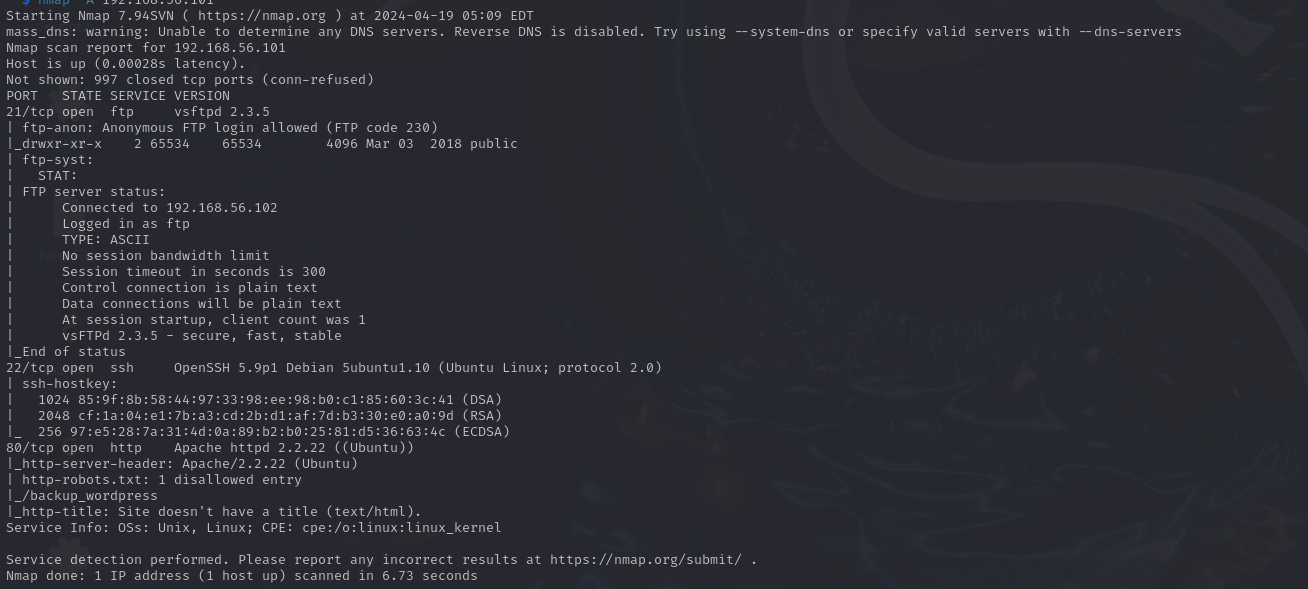 $ nmap -A 192.168.56.101
Starting Nmap 7.94SVN ( https://nmap.org ) at 2024-04-19 05:09 EDT
mass_dns: warning: Unable to determine any DNS servers. Reverse DNS is disabled. Try using --system-dns or specify valid servers with --dns-servers
Nmap scan report for 192.168.56.101
Host is up (0.00028s latency).
Not shown: 997 closed tcp ports (conn-refused)
PORT   STATE SERVICE VERSION
21/tcp open  ftp     vsftpd 2.3.5
| ftp-anon: Anonymous FTP login allowed (FTP code 230)
|_drwxr-xr-x    2 65534    65534        4096 Mar 03  2018 public
| ftp-syst:
|   STAT:
| FTP server status:
|      Connected to 192.168.56.102
|      Logged in as ftp
|      TYPE: ASCII
|      No session bandwidth limit
|      Session timeout in seconds is 300
|      Control connection is plain text
|      Data connections will be plain text
|      At session startup, client count was 1
|      vsFTPd 2.3.5 - secure, fast, stable
|_End of status
22/tcp open  ssh     OpenSSH 5.9p1 Debian 5ubuntu1.10 (Ubuntu Linux; protocol 2.0)
| ssh-hostkey:
|   1024 85:9f:8b:58:44:97:33:98:ee:98:b0:c1:85:60:3c:41 (DSA)
|   2048 cf:1a:04:e1:7b:a3:cd:2b:d1:af:7d:b3:30:e0:a0:9d (RSA)
|_  256 97:e5:28:7a:31:4d:0a:89:b2:b0:25:81:d5:36:63:4c (ECDSA)
80/tcp open  http    Apache httpd 2.2.22 ((Ubuntu))
|_http-server-header: Apache/2.2.22 (Ubuntu)
| http-robots.txt: 1 disallowed entry
|_/backup_wordpress
|_http-title: Site doesn't have a title (text/html).
Service Info: OSs: Unix, Linux; CPE: cpe:/o:linux:linux_kernel
Service detection performed. Please report any incorrect results at https://nmap.org/submit/ .
Nmap done: 1 IP address (1 host up) scanned in 6.73 seconds